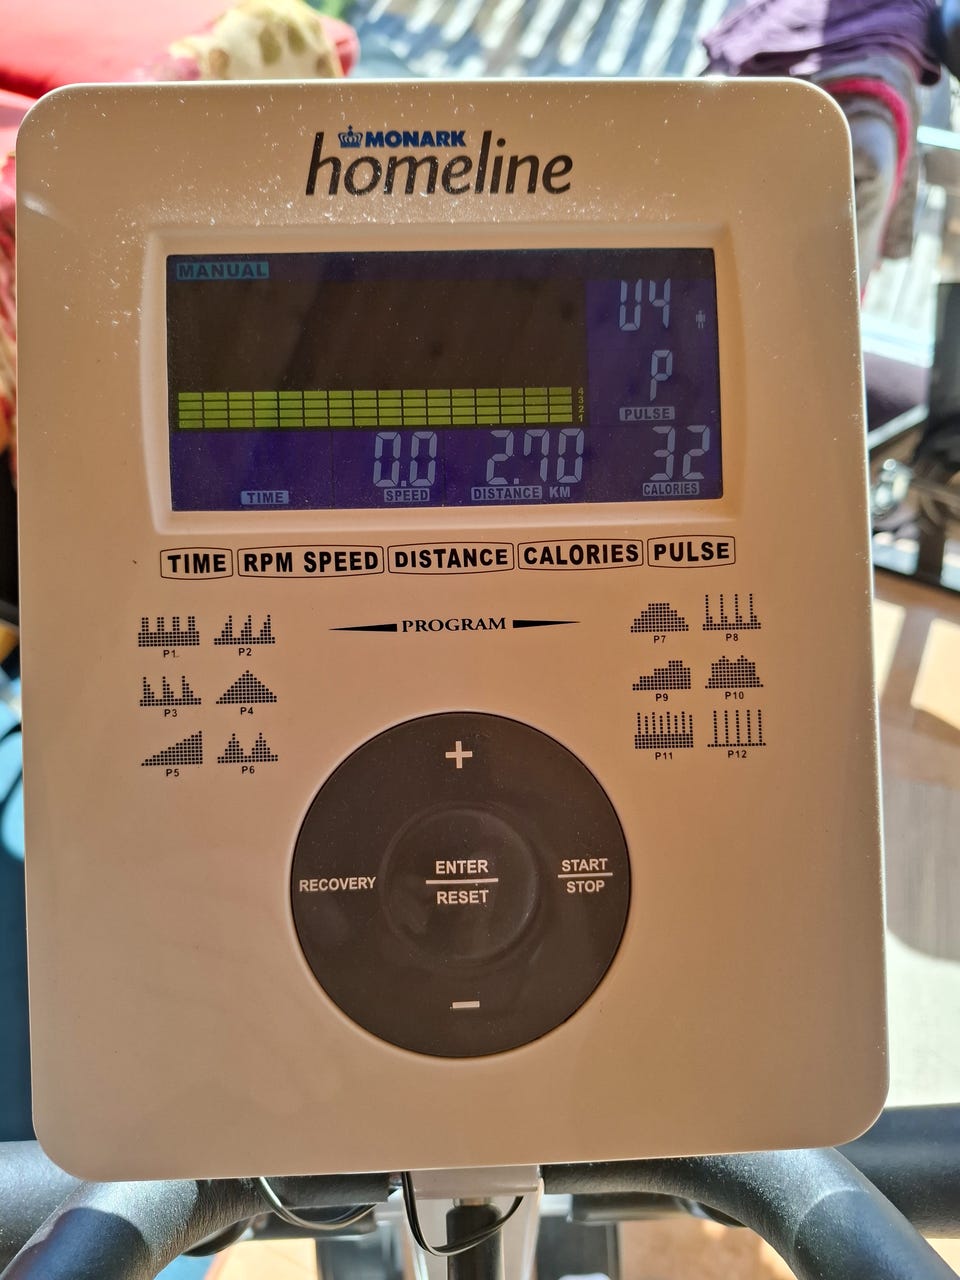 MONARK
homeline
MANUAL
U4
P
4
3
2
1
PULSE
0.0 2.70 32
TIME SPEED DISTANCE KM CALORIES
TIME RPM SPEED DISTANCE CALORIES PULSE
PROGRAM
P1 P2 P7 P8
P3 P4 P9 P10
P5 P6 P11 P12
+
RECOVERY
ENTER
RESET
START
STOP
−